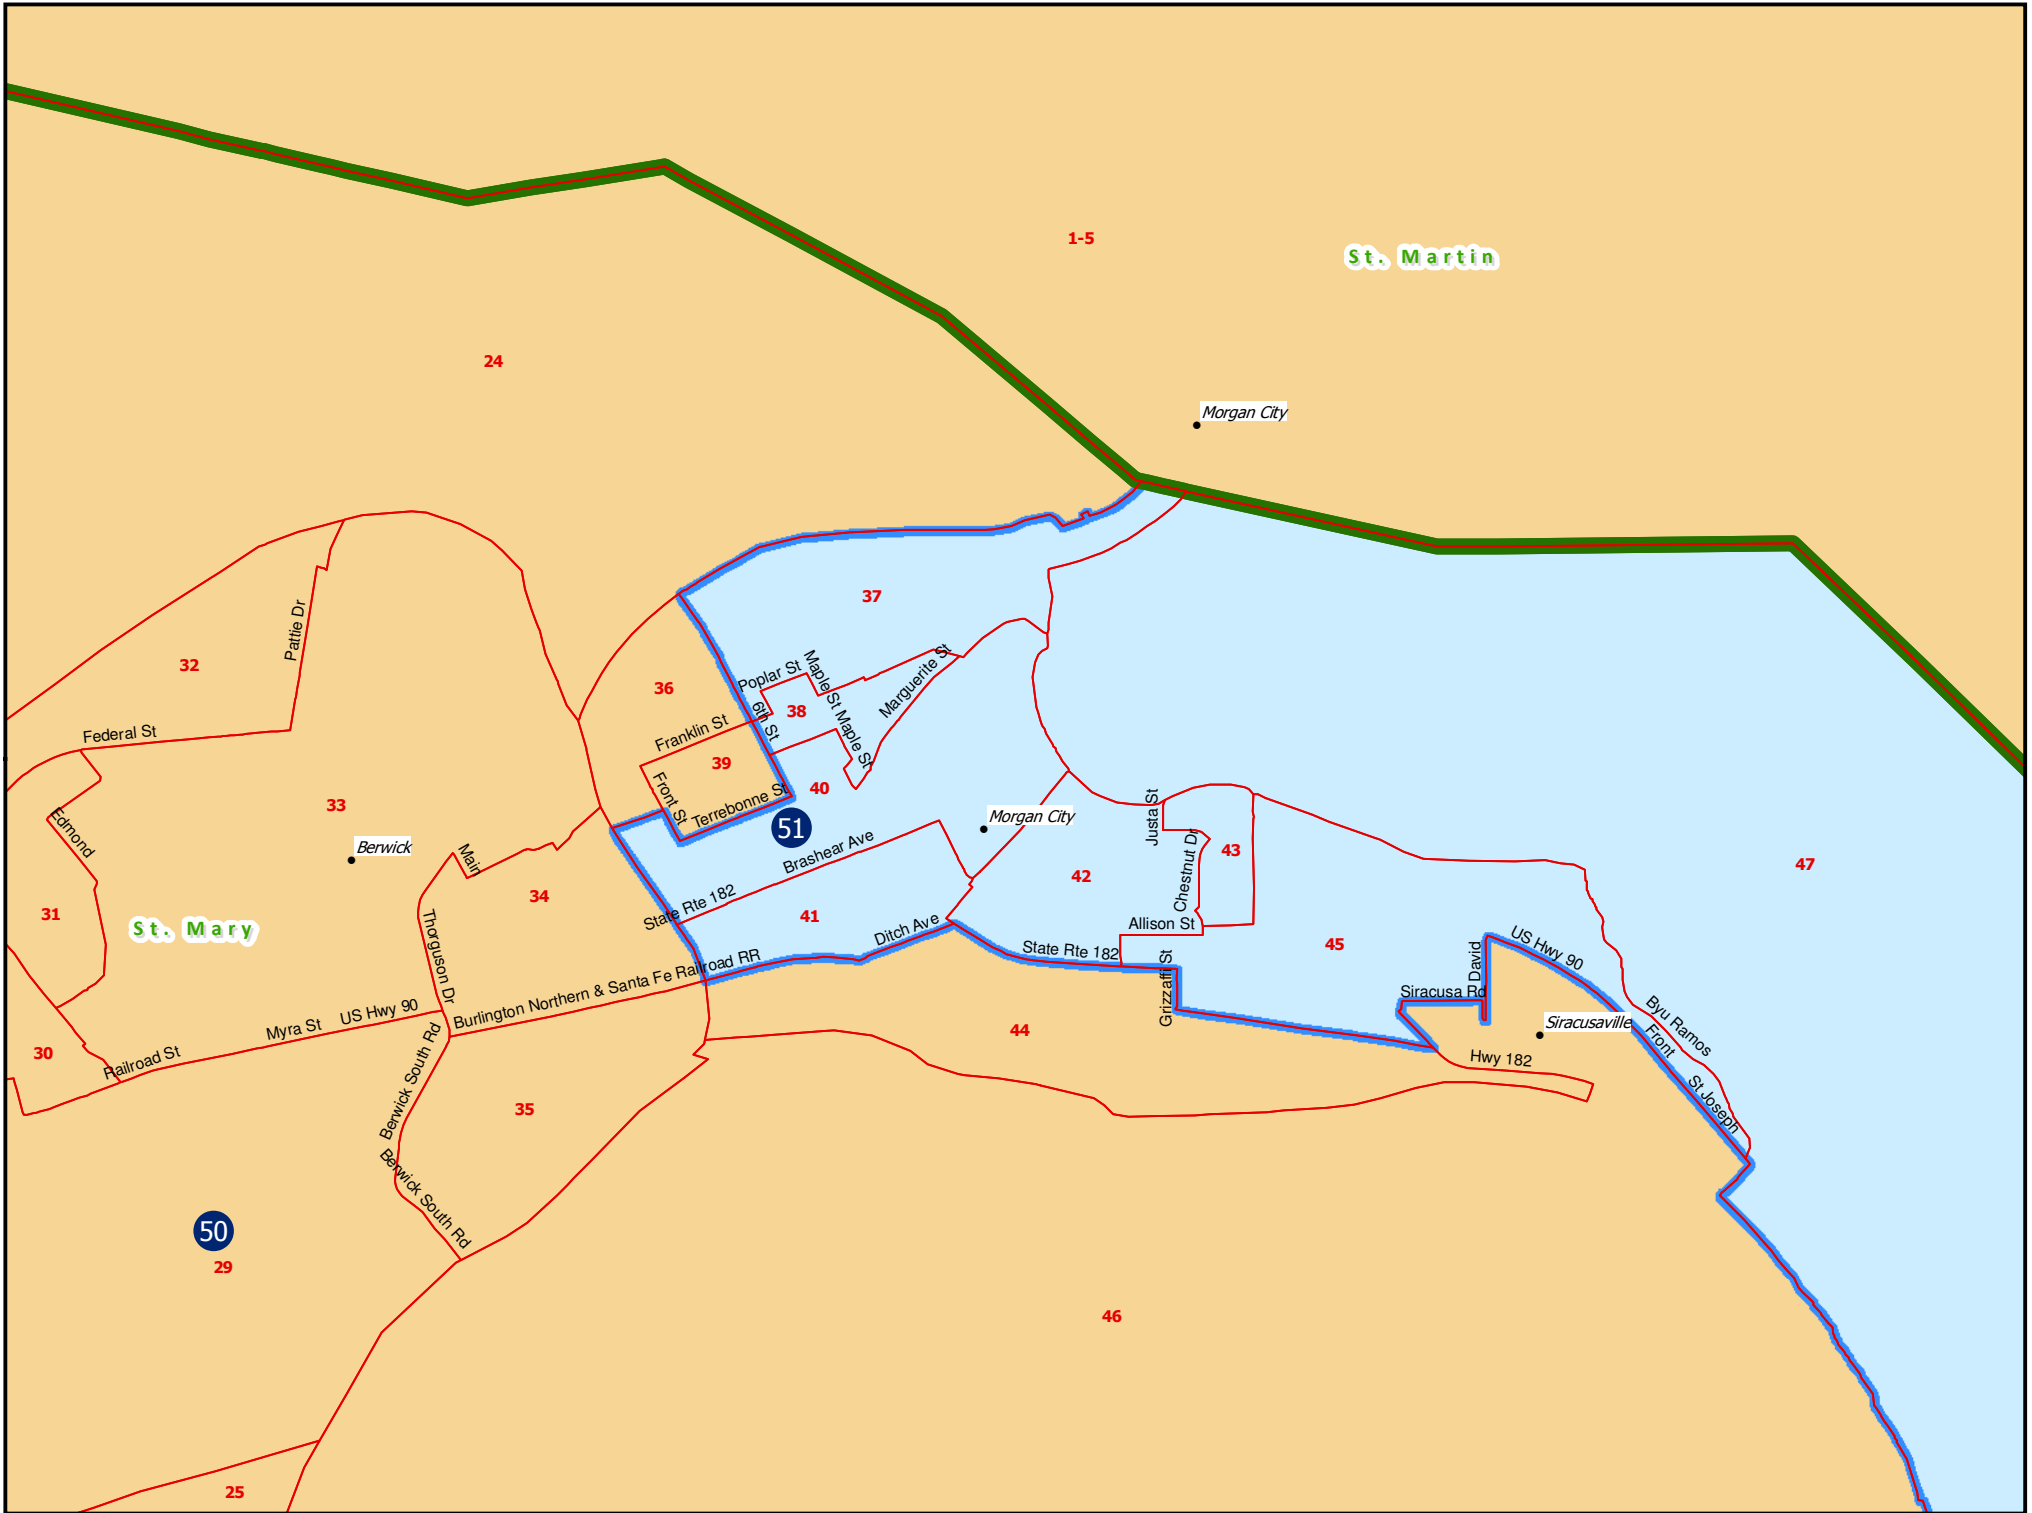 1-5
St. Martin
24
Morgan City
37
32
Pattie Dr
36
Poplar St
Maple St
Maple St
Marguerite St
38
6th St
Franklin St
39
Federal St
33
Front St
Terrebonne St
40
51
Edmond
Berwick
Main
Morgan City
Brashear Ave
Justa St
Chestnut Dr
43
47
42
34
State Rte 182
41
Ditch Ave
Allison St
31
St. Mary
Thorguson Dr
State Rte 182
45
David
US Hwy 90
Burlington Northern & Santa Fe Railroad RR
Grizzaffi St
Siracusa Rd
Myra St
US Hwy 90
44
Siracusaville
Byu Ramos
Front
30
Railroad St
Berwick South Rd
Hwy 182
St Joseph
35
Berwick South Rd
50
29
46
25